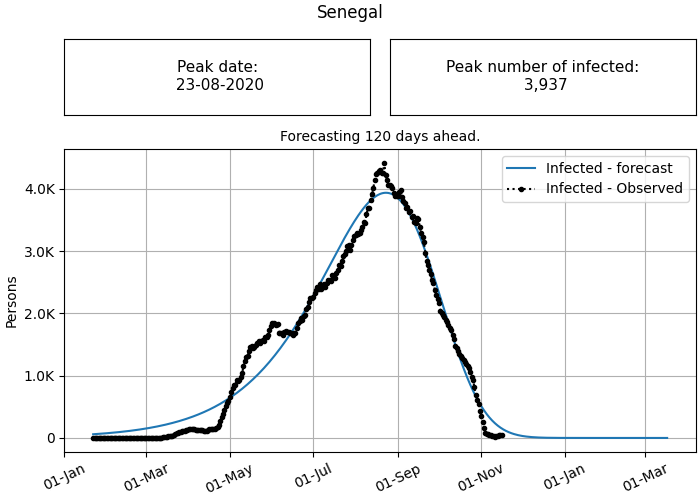 Senegal
Peak date:
23-08-2020
Peak number of infected:
3,937
Forecasting 120 days ahead.
Infected - forecast
Infected - Observed
Persons
4.0K
3.0K
2.0K
1.0K
0
01-Jan
01-Mar
01-May
01-Jul
01-Sep
01-Nov
01-Jan
01-Mar